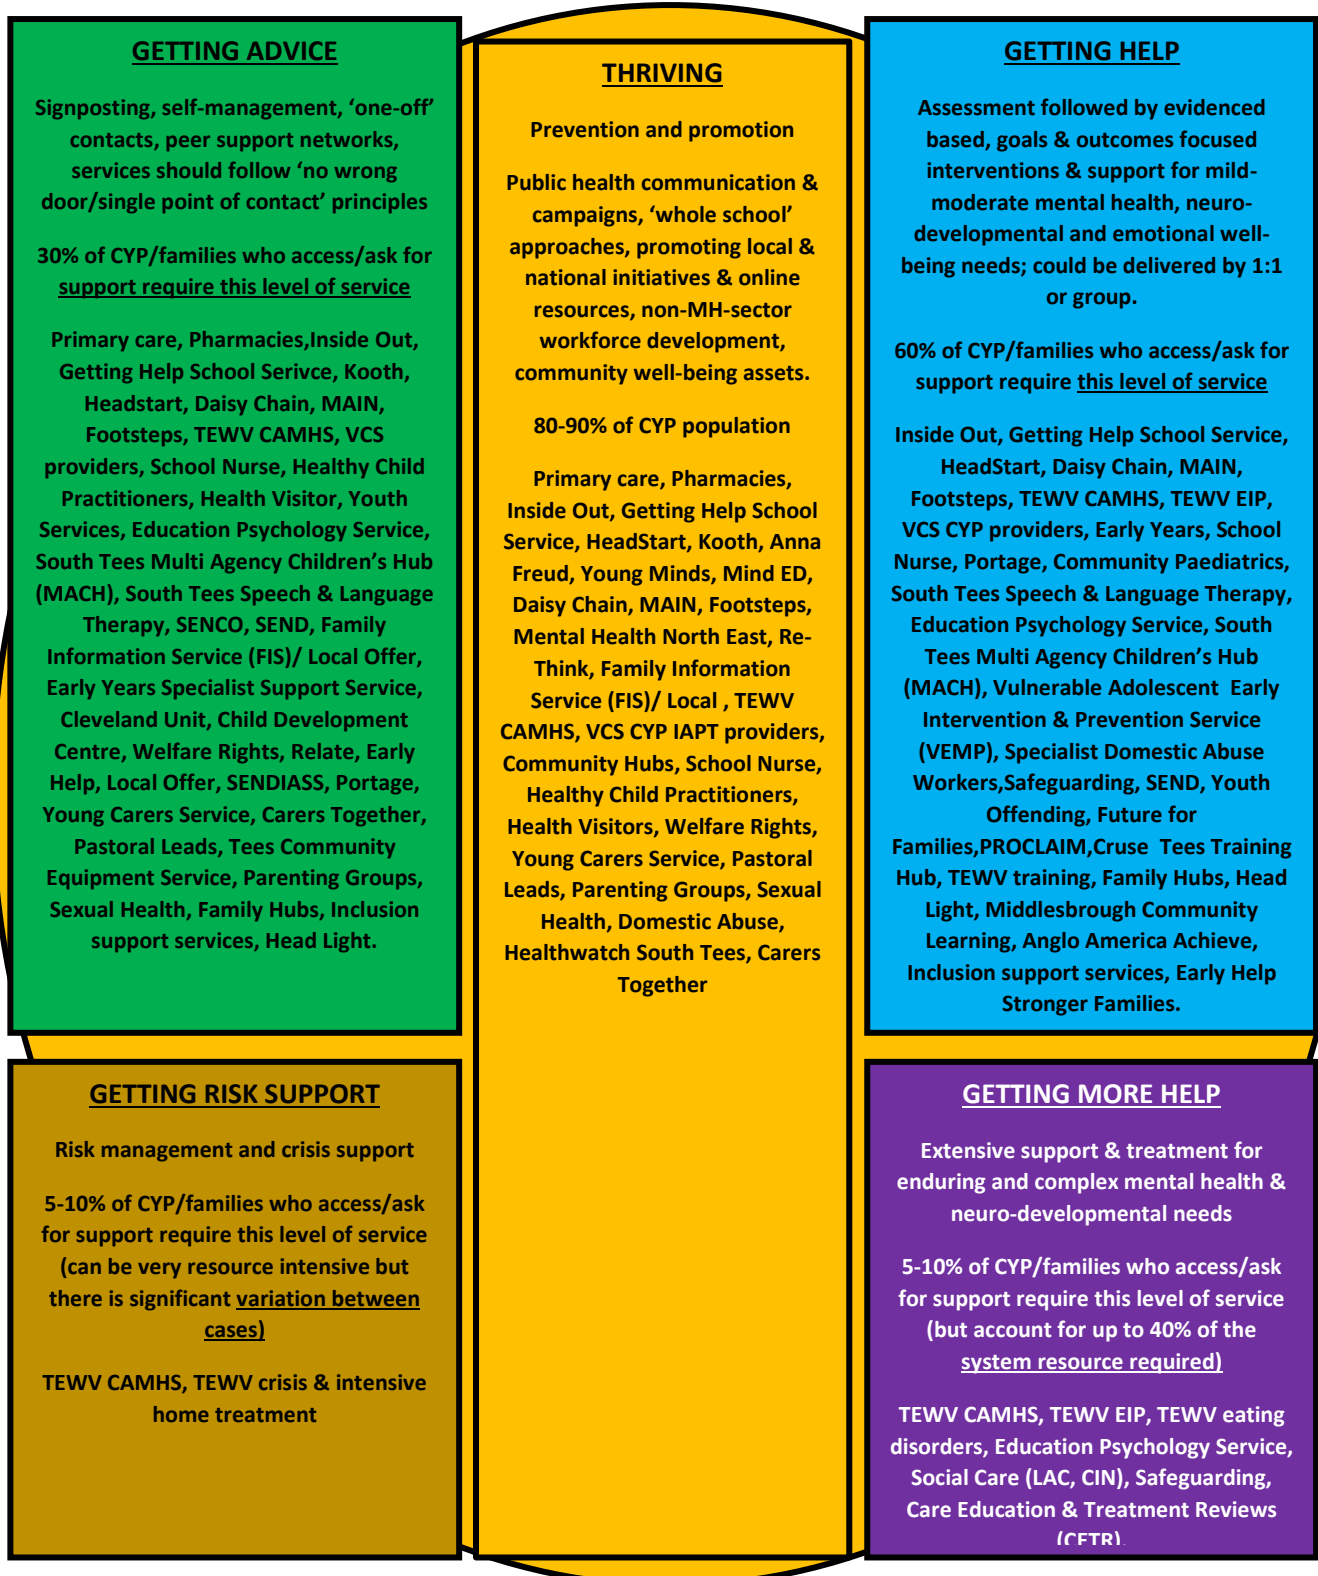 GETTING ADVICE
Signposting, self-management, ‘one-off’
contacts, peer support networks,
services should follow ‘no wrong
door/single point of contact’ principles
30% of CYP/families who access/ask for
support require this level of service
Primary care, Pharmacies,Inside Out,
Getting Help School Serivce, Kooth,
Headstart, Daisy Chain, MAIN,
Footsteps, TEWV CAMHS, VCS
providers, School Nurse, Healthy Child
Practitioners, Health Visitor, Youth
Services, Education Psychology Service,
South Tees Multi Agency Children’s Hub
(MACH), South Tees Speech & Language
Therapy, SENCO, SEND, Family
Information Service (FIS)/ Local Offer,
Early Years Specialist Support Service,
Cleveland Unit, Child Development
Centre, Welfare Rights, Relate, Early
Help, Local Offer, SENDIASS, Portage,
Young Carers Service, Carers Together,
Pastoral Leads, Tees Community
Equipment Service, Parenting Groups,
Sexual Health, Family Hubs, Inclusion
support services, Head Light.
THRIVING
Prevention and promotion
Public health communication &
campaigns, ‘whole school’
approaches, promoting local &
national initiatives & online
resources, non-MH-sector
workforce development,
community well-being assets.
80-90% of CYP population
Primary care, Pharmacies,
Inside Out, Getting Help School
Service, HeadStart, Kooth, Anna
Freud, Young Minds, Mind ED,
Daisy Chain, MAIN, Footsteps,
Mental Health North East, Re-
Think, Family Information
Service (FIS)/ Local , TEWV
CAMHS, VCS CYP IAPT providers,
Community Hubs, School Nurse,
Healthy Child Practitioners,
Health Visitors, Welfare Rights,
Young Carers Service, Pastoral
Leads, Parenting Groups, Sexual
Health, Domestic Abuse,
Healthwatch South Tees, Carers
Together
GETTING HELP
Assessment followed by evidenced
based, goals & outcomes focused
interventions & support for mild-
moderate mental health, neuro-
developmental and emotional well-
being needs; could be delivered by 1:1
or group.
60% of CYP/families who access/ask for
support require this level of service
Inside Out, Getting Help School Service,
HeadStart, Daisy Chain, MAIN,
Footsteps, TEWV CAMHS, TEWV EIP,
VCS CYP providers, Early Years, School
Nurse, Portage, Community Paediatrics,
South Tees Speech & Language Therapy,
Education Psychology Service, South
Tees Multi Agency Children’s Hub
(MACH), Vulnerable Adolescent  Early
Intervention & Prevention Service
(VEMP), Specialist Domestic Abuse
Workers,Safeguarding, SEND, Youth
Offending, Future for
Families,PROCLAIM,Cruse  Tees Training
Hub, TEWV training, Family Hubs, Head
Light, Middlesbrough Community
Learning, Anglo America Achieve,
Inclusion support services, Early Help
Stronger Families.
GETTING RISK SUPPORT
Risk management and crisis support
5-10% of CYP/families who access/ask
for support require this level of service
(can be very resource intensive but
there is significant variation between
cases)
TEWV CAMHS, TEWV crisis & intensive
home treatment
GETTING MORE HELP
Extensive support & treatment for
enduring and complex mental health &
neuro-developmental needs
5-10% of CYP/families who access/ask
for support require this level of service
(but account for up to 40% of the
system resource required)
TEWV CAMHS, TEWV EIP, TEWV eating
disorders, Education Psychology Service,
Social Care (LAC, CIN), Safeguarding,
Care Education & Treatment Reviews
(CETR).